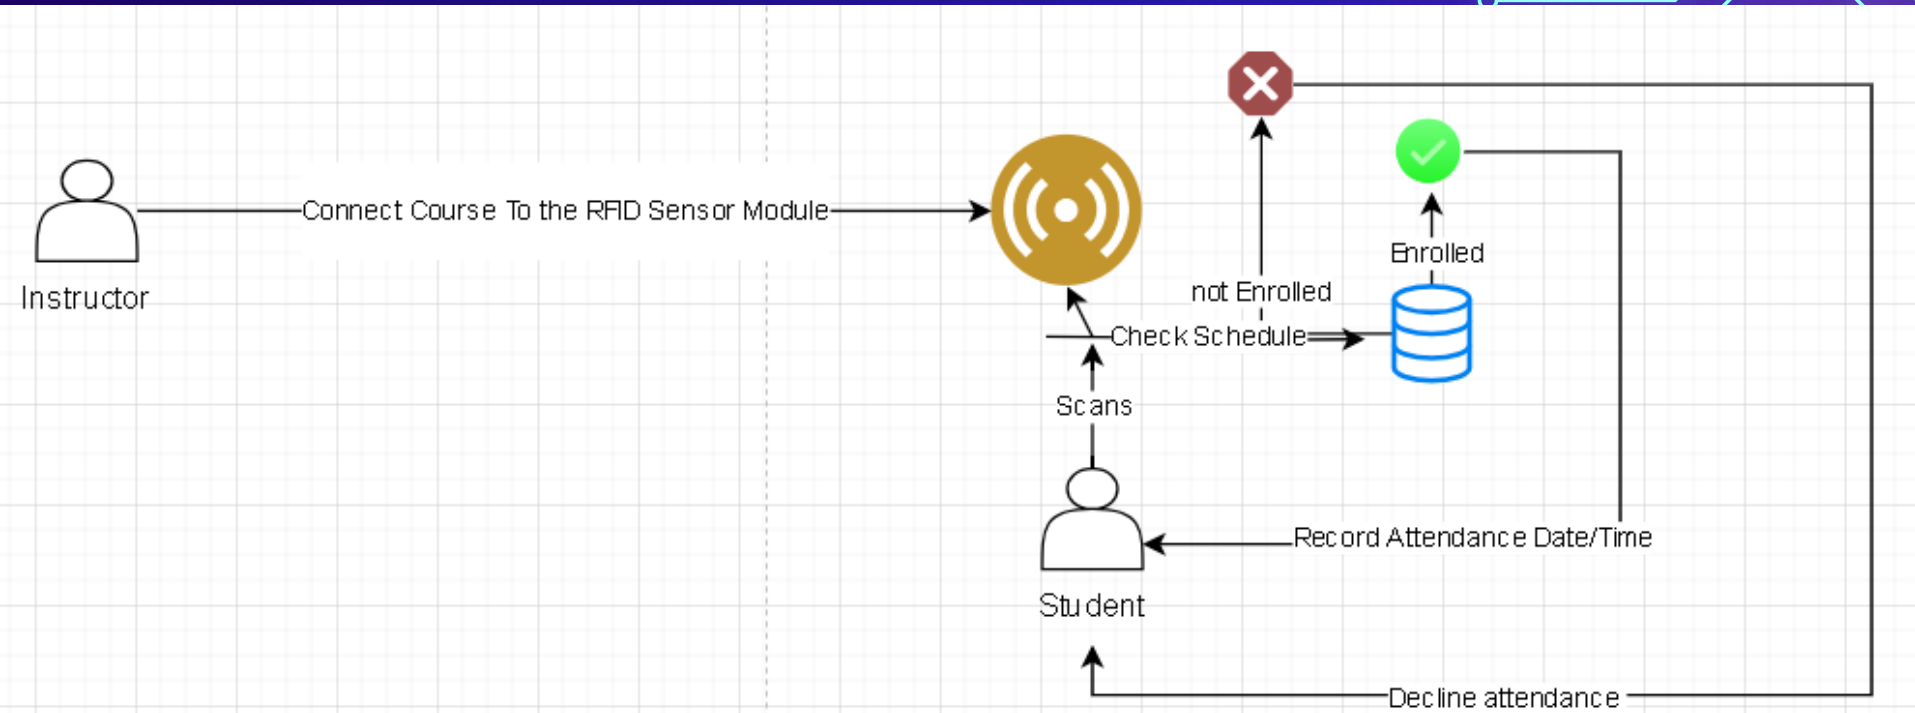 Connect Course To the RFID Sensor Module
Instructor
Enrolled
not Enrolled
Check Schedule
Scans
Record Attendance Date/Time
Student
Decline attendance